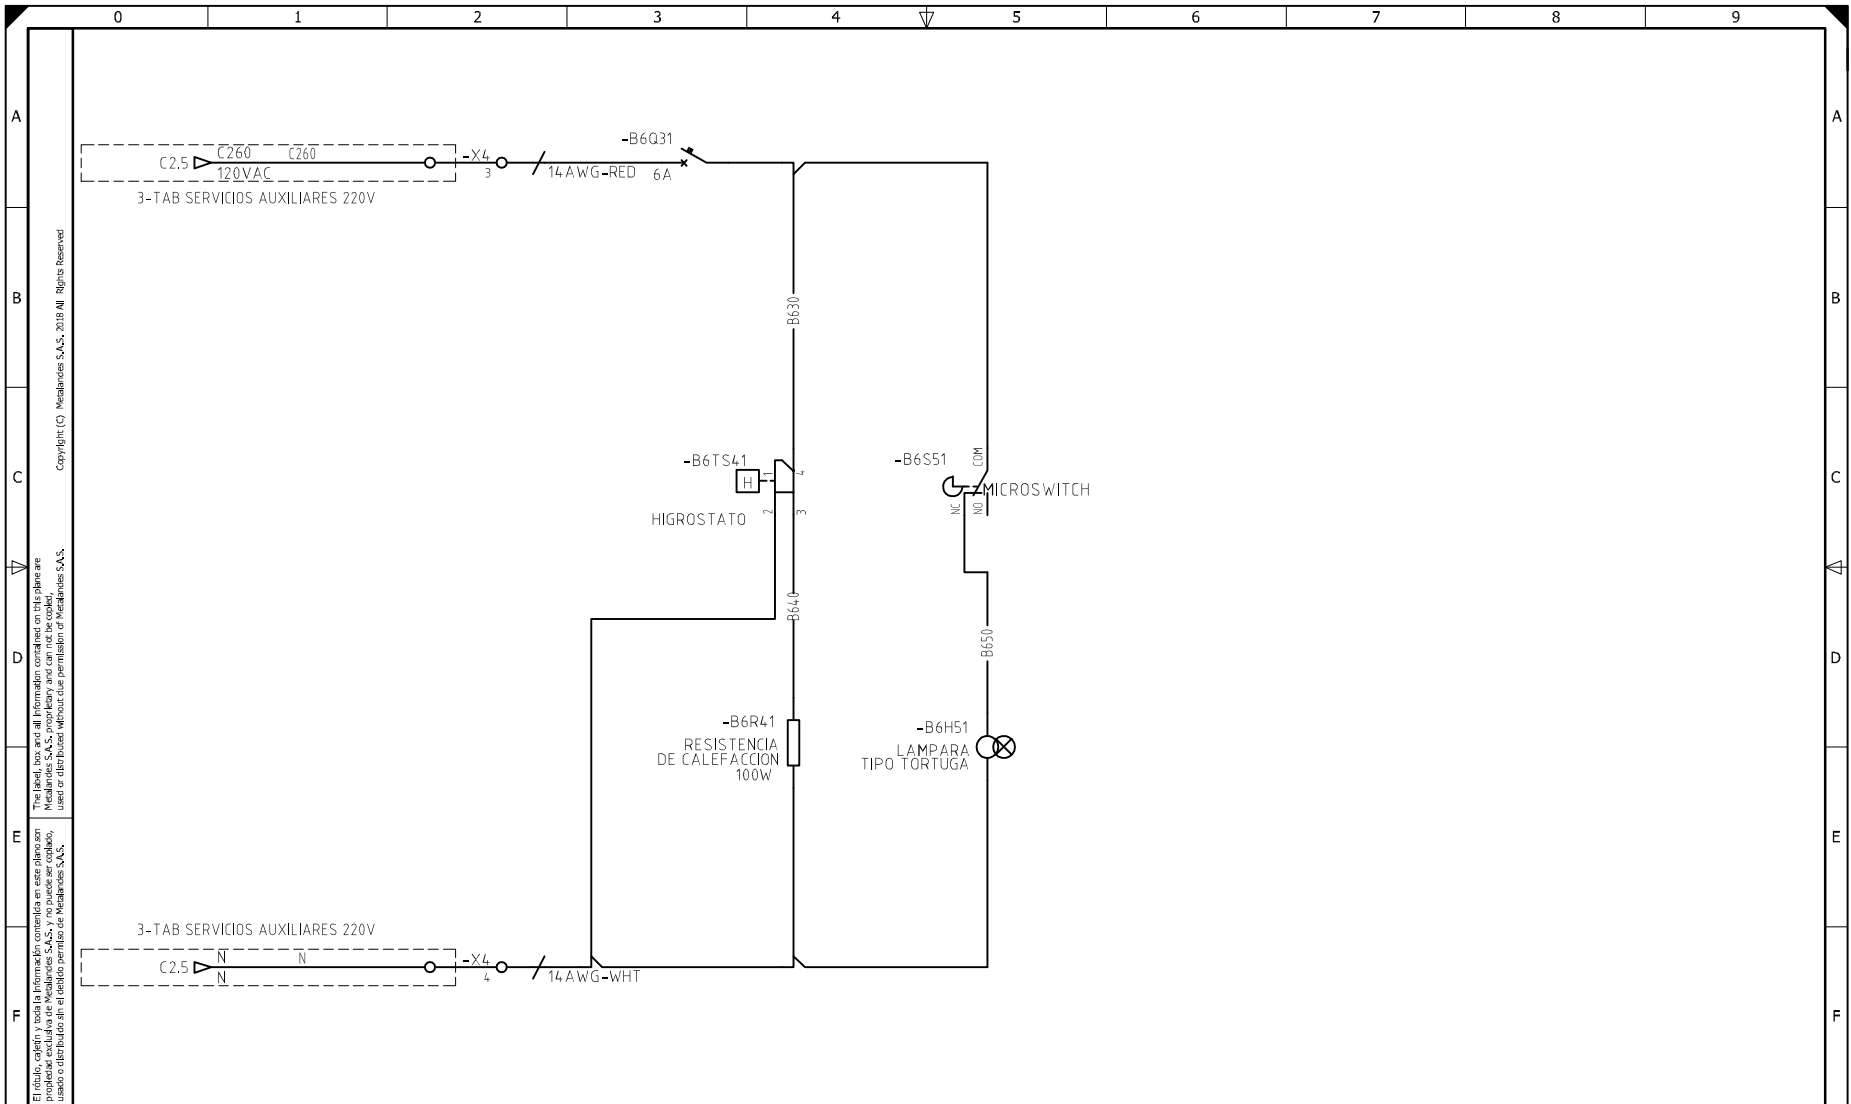 0 1 2 3 4 5 6 7 8 9
A
A
-B6Q31
C2.5
C260
C260
120VAC
-X4
3
14AWG-RED
6A
3-TAB SERVICIOS AUXILIARES 220V
B
B
B630
C
C
-B6TS41
H
1
4
2
3
HIGROSTATO
-B6S51
COM
MICROSWITCH
NC
NO
B640
D
D
B650
-B6R41
RESISTENCIA
DE CALEFACCION
100W
-B6H51
LAMPARA
TIPO TORTUGA
E
E
3-TAB SERVICIOS AUXILIARES 220V
C2.5
N
N
N
-X4
4
14AWG-WHT
F
F
Copyright (C) Metalandes S.A.S. 2018 All Rights Reserved
The label, box and all information contained on this plane are
Metalandes S.A.S. proprietary and can not be copied,
used or distributed without due permission of Metalandes S.A.S.
El rótulo, cajetín y toda la información contenida en este plano son
propiedad exclusiva de Metalandes S.A.S. y no puede ser copiado,
usado o distribuido sin el debido permiso de Metalandes S.A.S.